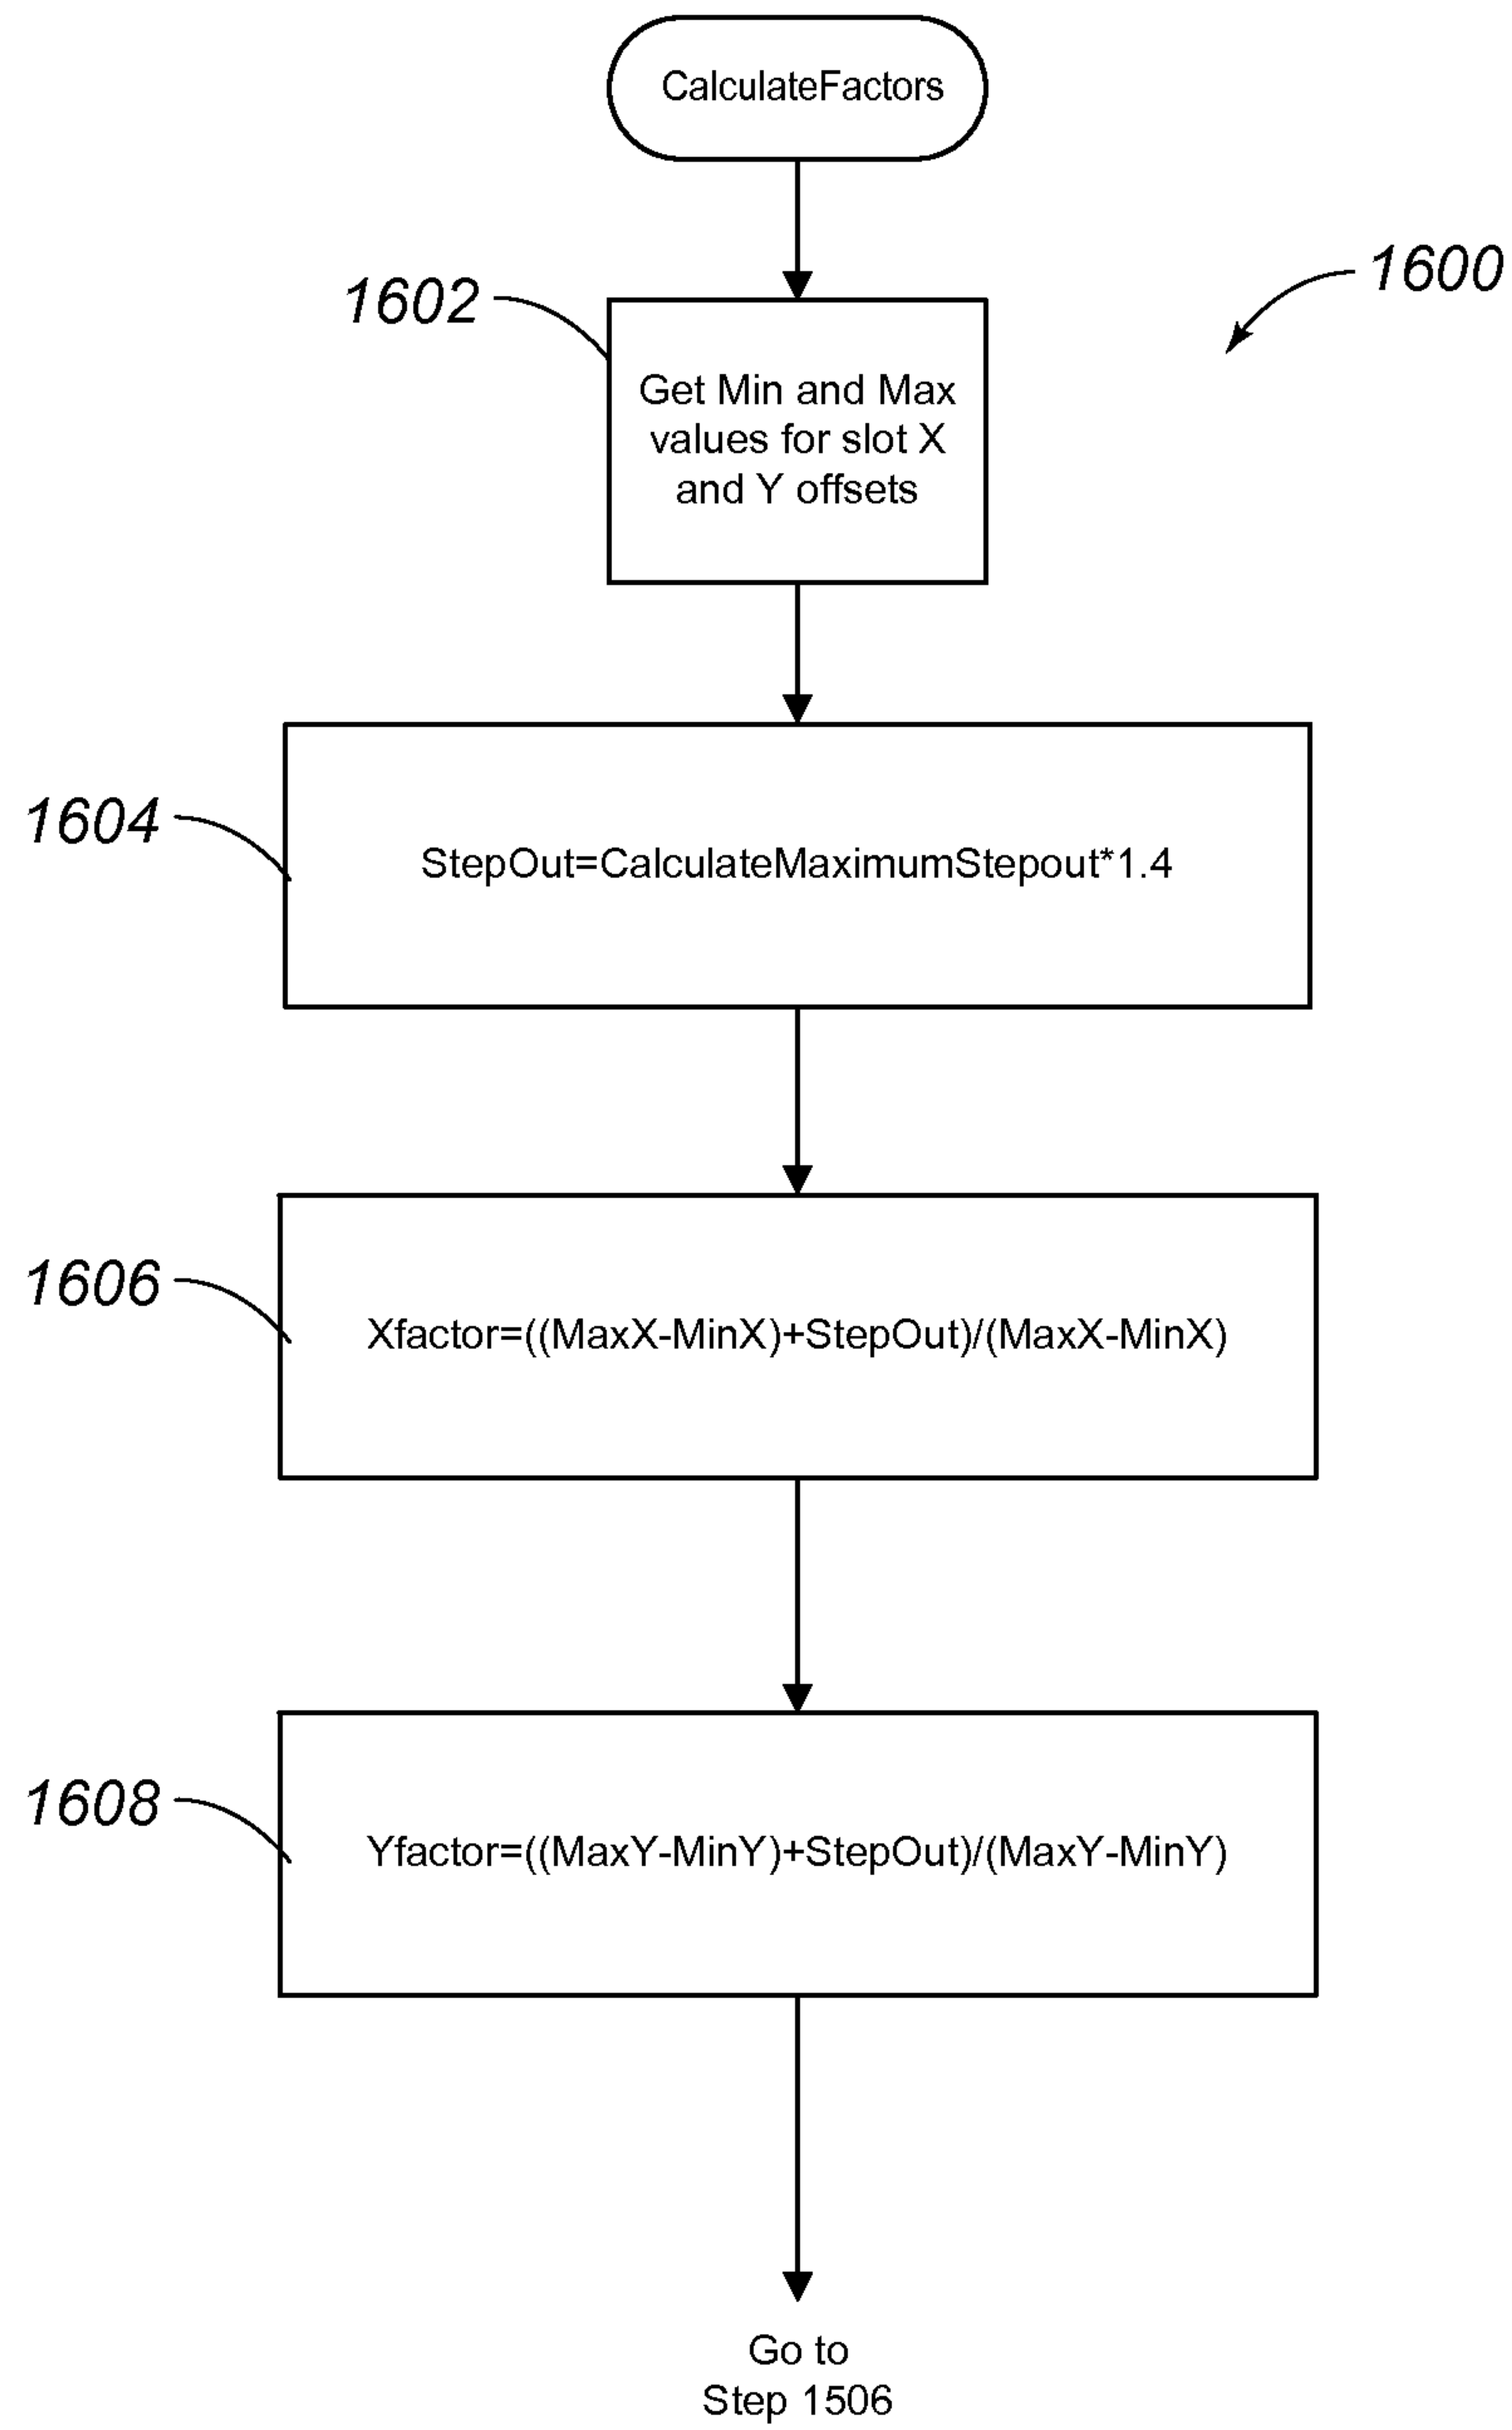 CalculateFactors
1600
1602
Get Min and Max
values for slot X
and Y offsets
1604
StepOut=CalculateMaximumStepout*1.4
1606
Xfactor=((MaxX-MinX)+StepOut)/(MaxX-MinX)
1608
Yfactor=((MaxY-MinY)+StepOut)/(MaxY-MinY)
Go to
Step 1506